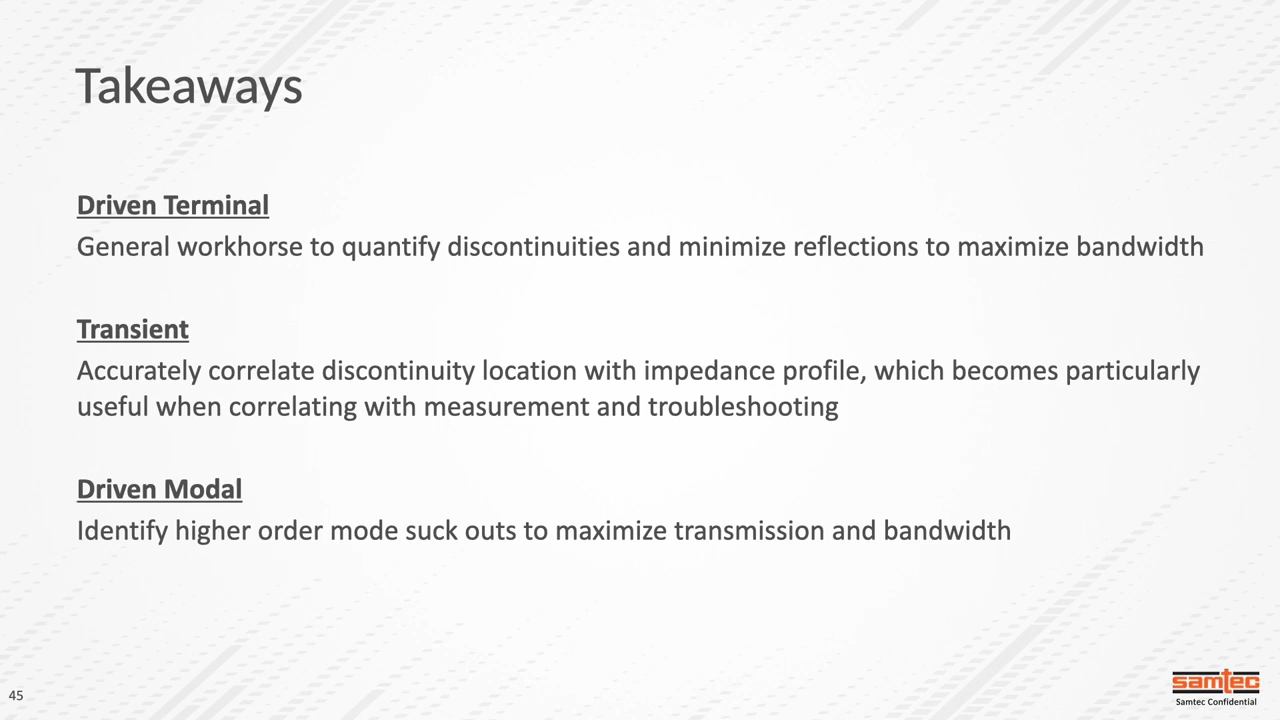 Takeaways
Driven Terminal
General workhorse to quantify discontinuities and minimize reflections to maximize bandwidth
Transient
Accurately correlate discontinuity location with impedance profile, which becomes particularly
useful when correlating with measurement and troubleshooting
Driven Modal
Identify higher order mode suck outs to maximize transmission and bandwidth
45
samtec
Samtec Confidential